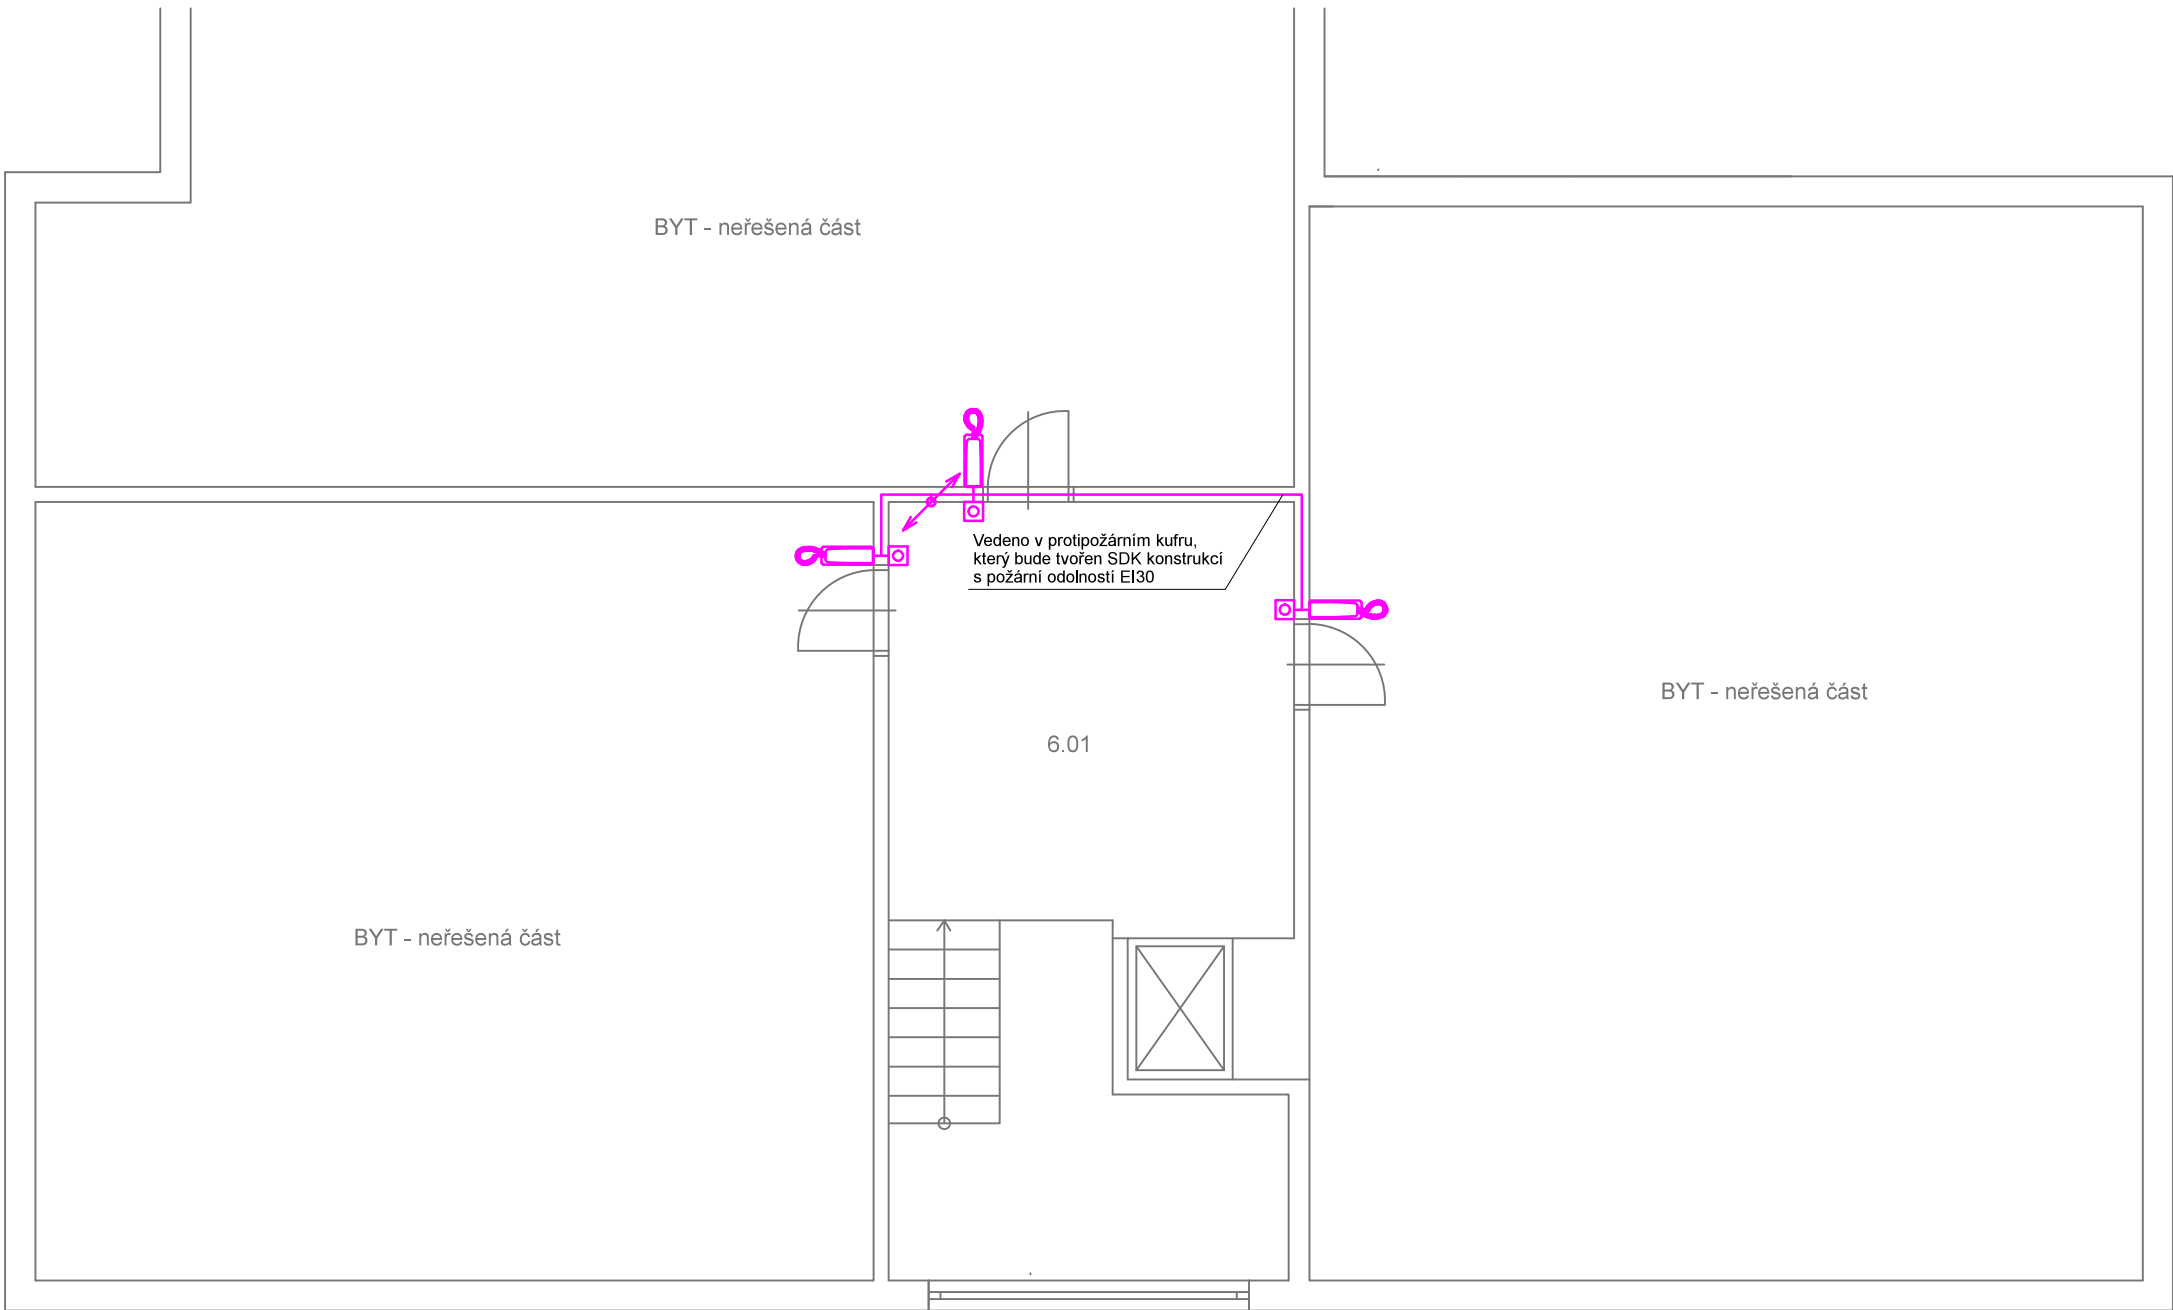 BYT - neřešená část
Vedeno v protipožárním kufru,
který bude tvořen SDK konstrukcí
s požární odolností EI30
BYT - neřešená část
6.01
BYT - neřešená část